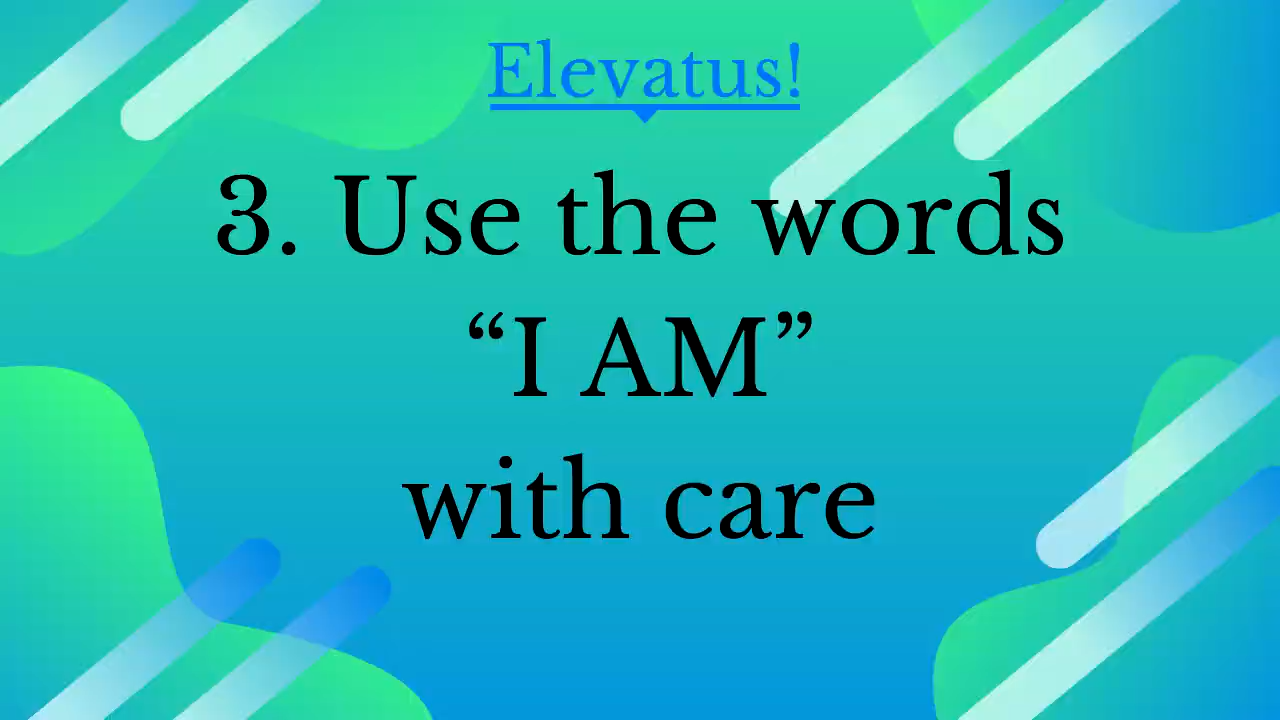 Elevatus!
3. Use the words
“I AM”
with care